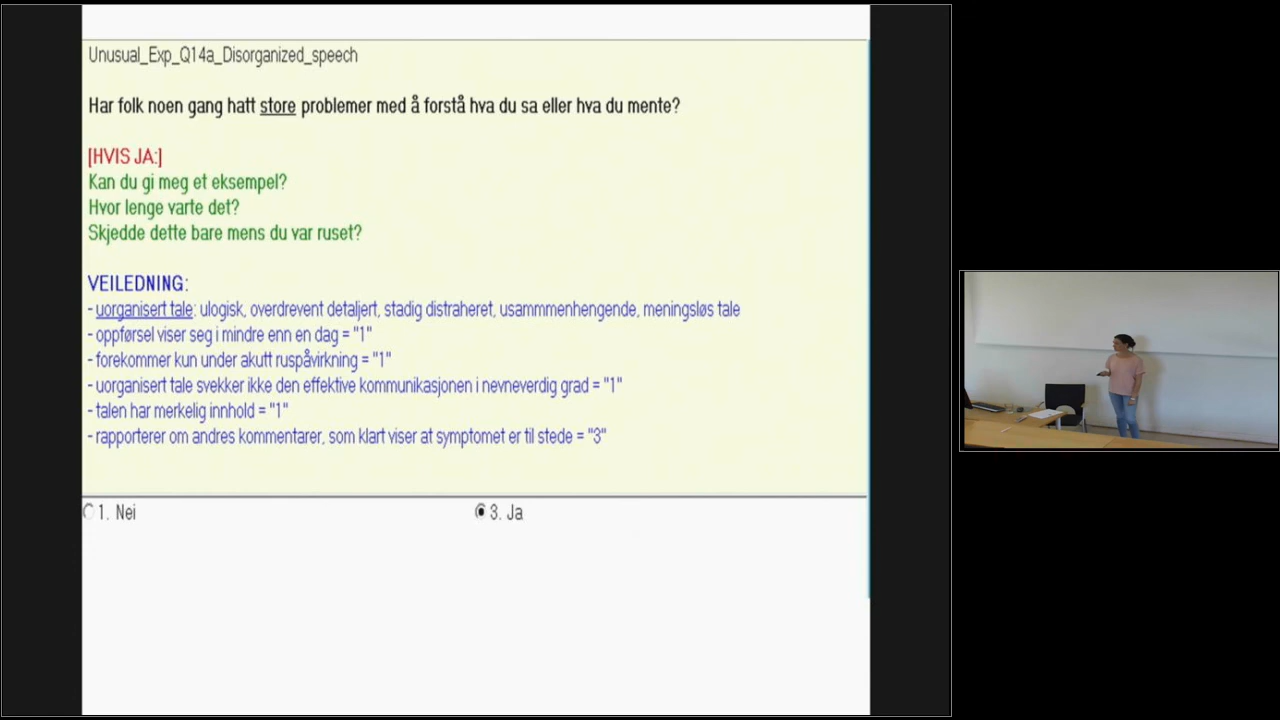 Unusual_Exp_Q14a_Disorganized_speech
Har folk noen gang hatt store problemer med å forstå hva du sa eller hva du mente?
[HVIS JA:]
Kan du gi meg et eksempel?
Hvor lenge varte det?
Skjedde dette bare mens du var ruset?
VEILEDNING:
- uorganisert tale: ulogisk, overdrevent detaljert, stadig distraheret, usammmenhengende, meningsløs tale
- oppførsel viser seg i mindre enn en dag = "1"
- forekommer kun under akutt ruspåvirkning = "1"
- uorganisert tale svekker ikke den effektive kommunikasjonen i nevneverdig grad = "1"
- talen har merkelig innhold = "1"
- rapporterer om andres kommentarer, som klart viser at symptomet er til stede = "3"
1. Nei
3. Ja